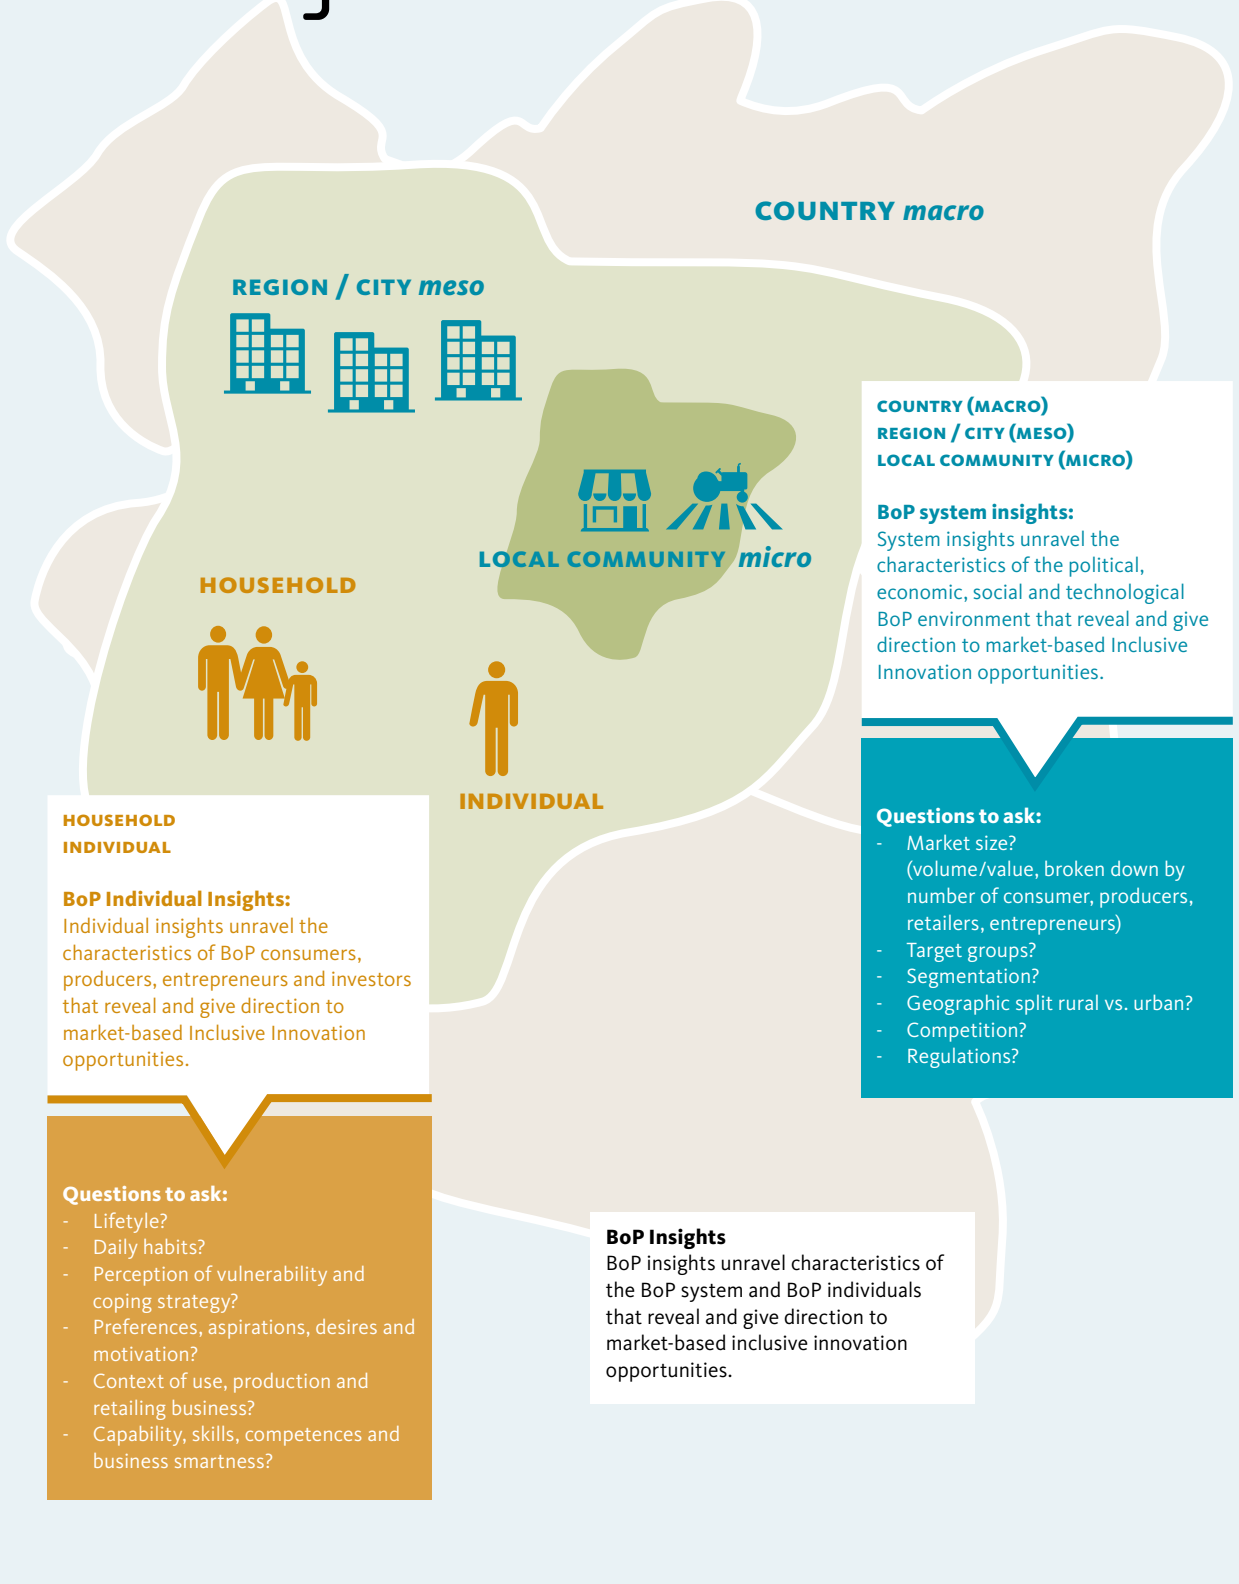 COUNTRY macro
REGION / CITY meso
LOCAL COMMUNITY micro
HOUSEHOLD
INDIVIDUAL
COUNTRY (MACRO)
REGION / CITY (MESO)
LOCAL COMMUNITY (MICRO)
BoP system insights:
System insights unravel the
characteristics of the political,
economic, social and technological
BoP environment that reveal and give
direction to market-based Inclusive
Innovation opportunities.
Questions to ask:
- Market size?
(volume/value, broken down by
number of consumer, producers,
retailers, entrepreneurs)
- Target groups?
- Segmentation?
- Geographic split rural vs. urban?
- Competition?
- Regulations?
HOUSEHOLD
INDIVIDUAL
BoP Individual Insights:
Individual insights unravel the
characteristics of BoP consumers,
producers, entrepreneurs and investors
that reveal and give direction to
market-based Inclusive Innovation
opportunities.
Questions to ask:
- Lifetyle?
- Daily habits?
- Perception of vulnerability and
coping strategy?
- Preferences, aspirations, desires and
motivation?
- Context of use, production and
retailing business?
- Capability, skills, competences and
business smartness?
BoP Insights
BoP insights unravel characteristics of
the BoP system and BoP individuals
that reveal and give direction to
market-based inclusive innovation
opportunities.